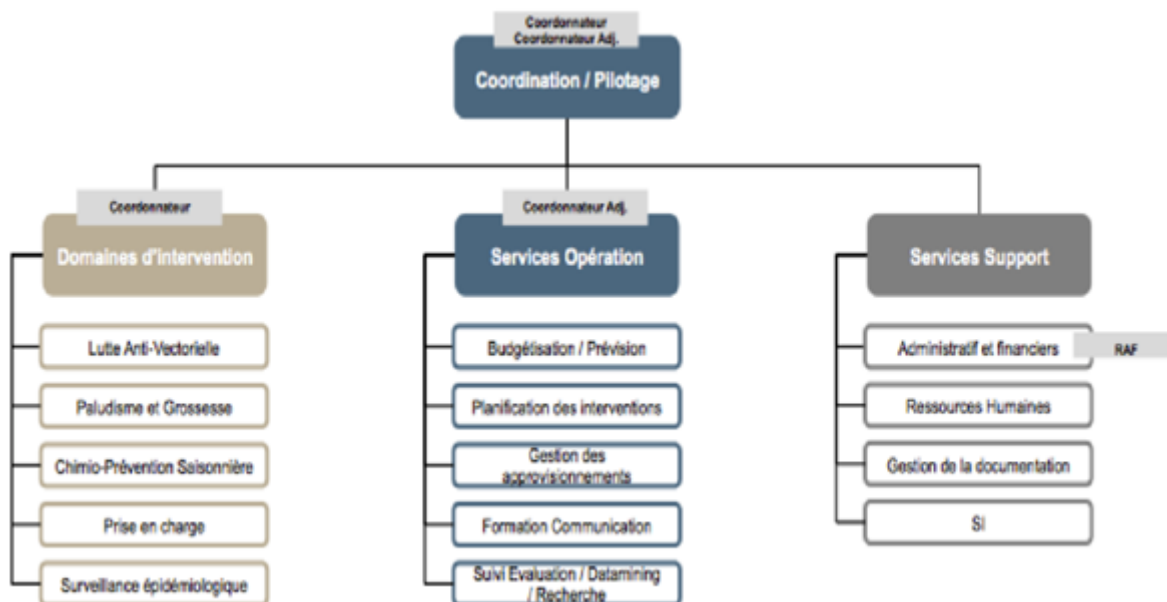 Coordonnateur
Coordonnateur Adj.
Coordination / Pilotage
Coordonnateur
Domaines d'intervention
Lutte Anti-Vectorielle
Paludisme et Grossesse
Chimio-Prévention Saisonnière
Prise en charge
Surveillance épidémiologique
Coordonnateur Adj.
Services Opération
Budgétisation / Prévision
Planification des interventions
Gestion des
approvisionnements
Formation Communication
Suivi Evaluation / Datamining
/ Recherche
Services Support
Administratif et financiers
RAF
Ressources Humaines
Gestion de la documentation
SI